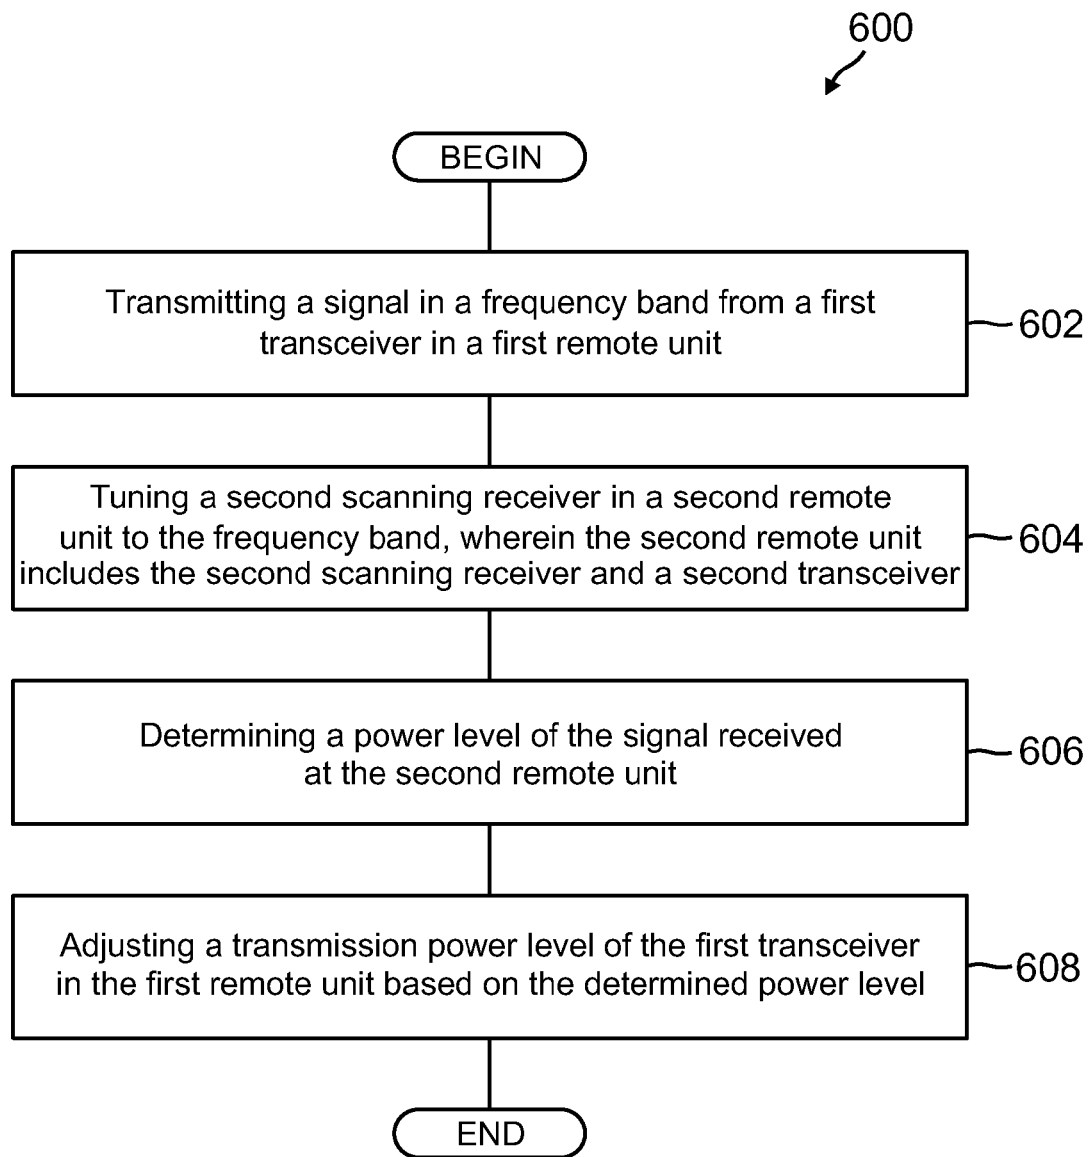 600
BEGIN
Transmitting a signal in a frequency band from a first
transceiver in a first remote unit
602
Tuning a second scanning receiver in a second remote
unit to the frequency band, wherein the second remote unit
includes the second scanning receiver and a second transceiver
604
Determining a power level of the signal received
at the second remote unit
606
Adjusting a transmission power level of the first transceiver
in the first remote unit based on the determined power level
608
END